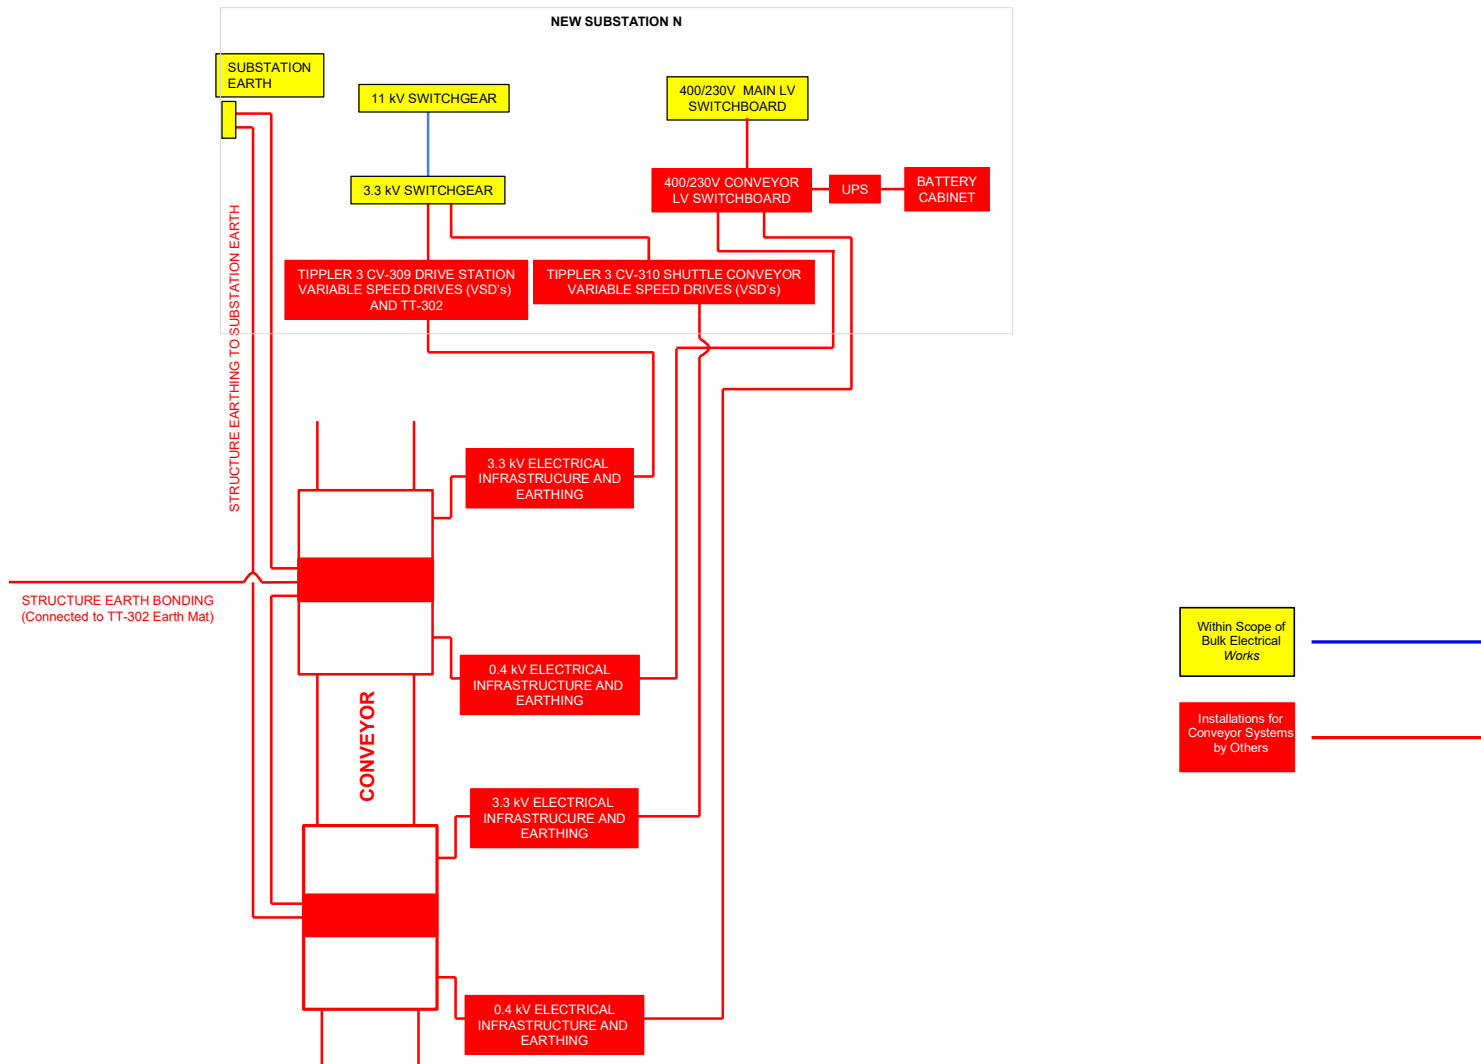 NEW SUBSTATION N
SUBSTATION
EARTH
11 kV SWITCHGEAR
400/230V MAIN LV
SWITCHBOARD
3.3 kV SWITCHGEAR
400/230V CONVEYOR
LV SWITCHBOARD
UPS
BATTERY
CABINET
TIPPLER 3 CV-309 DRIVE STATION
VARIABLE SPEED DRIVES (VSD's)
AND TT-302
TIPPLER 3 CV-310 SHUTTLE CONVEYOR
VARIABLE SPEED DRIVES (VSD's)
STRUCTURE EARTHING TO SUBSTATION EARTH
3.3 kV ELECTRICAL
INFRASTRUCURE AND
EARTHING
STRUCTURE EARTH BONDING
(Connected to TT-302 Earth Mat)
0.4 kV ELECTRICAL
INFRASTRUCTURE AND
EARTHING
CONVEYOR
3.3 kV ELECTRICAL
INFRASTRUCURE AND
EARTHING
0.4 kV ELECTRICAL
INFRASTRUCTURE AND
EARTHING
Within Scope of
Bulk Electrical
Works
Installations for
Conveyor Systems
by Others